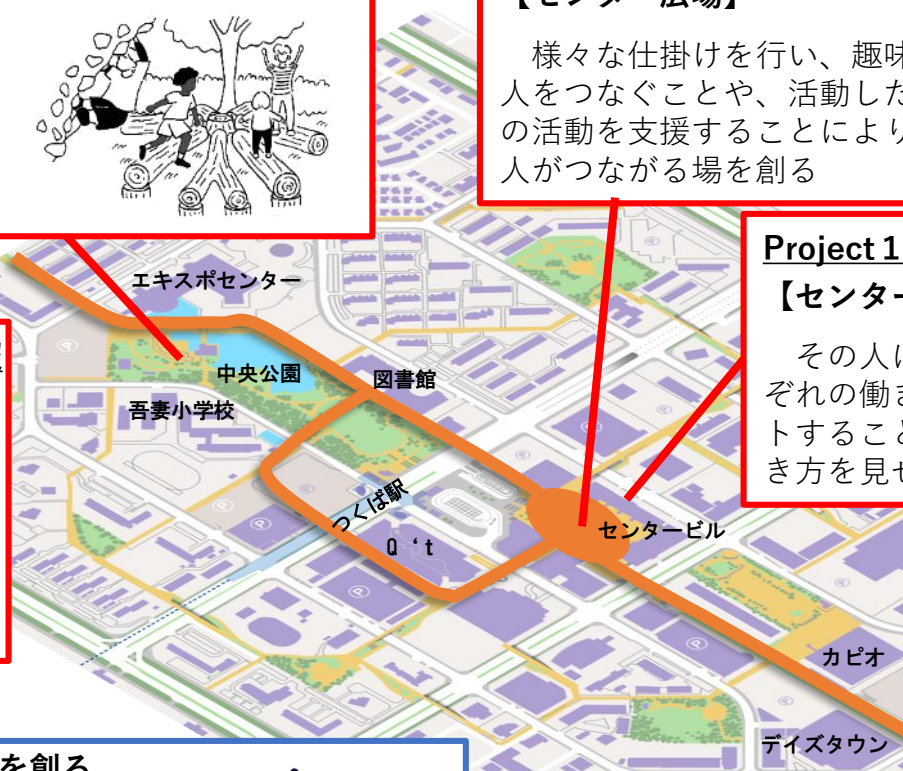 【センター広場】
様々な仕掛けを行い、趣味
人をつなぐことや、活動した
の活動を支援することにより
人がつながる場を創る
Project 1
【センター
その人に
ぞれの働き
トすること
き方を見せ
エキスポセンター
中央公園
図書館
吾妻小学校
つくば駅
Q‘t
センタービル
カピオ
デイズタウン
を創る